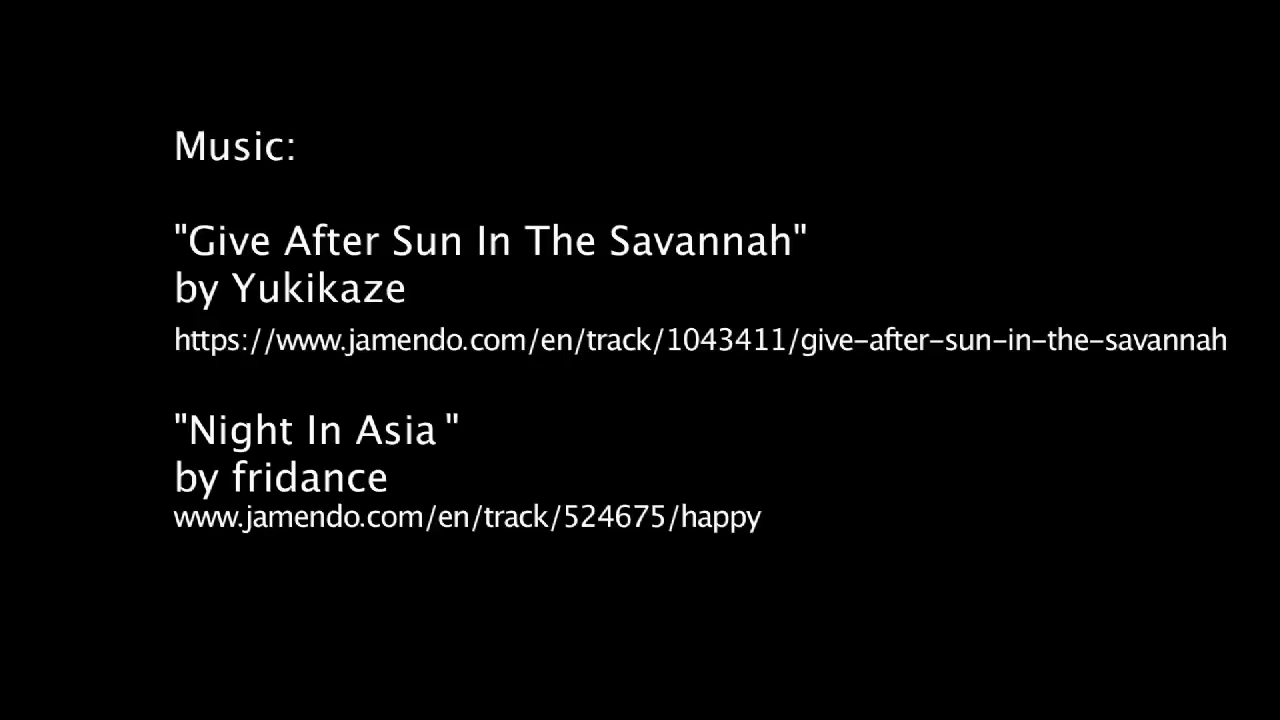 Music:
"Give After Sun In The Savannah"
by Yukikaze
https://www.jamendo.com/en/track/1043411/give-after-sun-in-the-savannah
"Night In Asia "
by fridance
www.jamendo.com/en/track/524675/happy